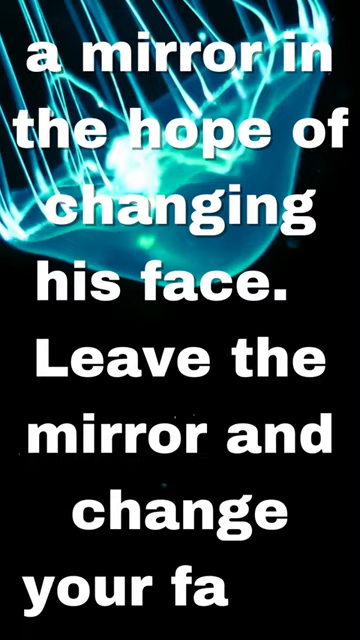 a mirror in
the hope of
changing
his face.
Leave the
mirror and
change
your fa